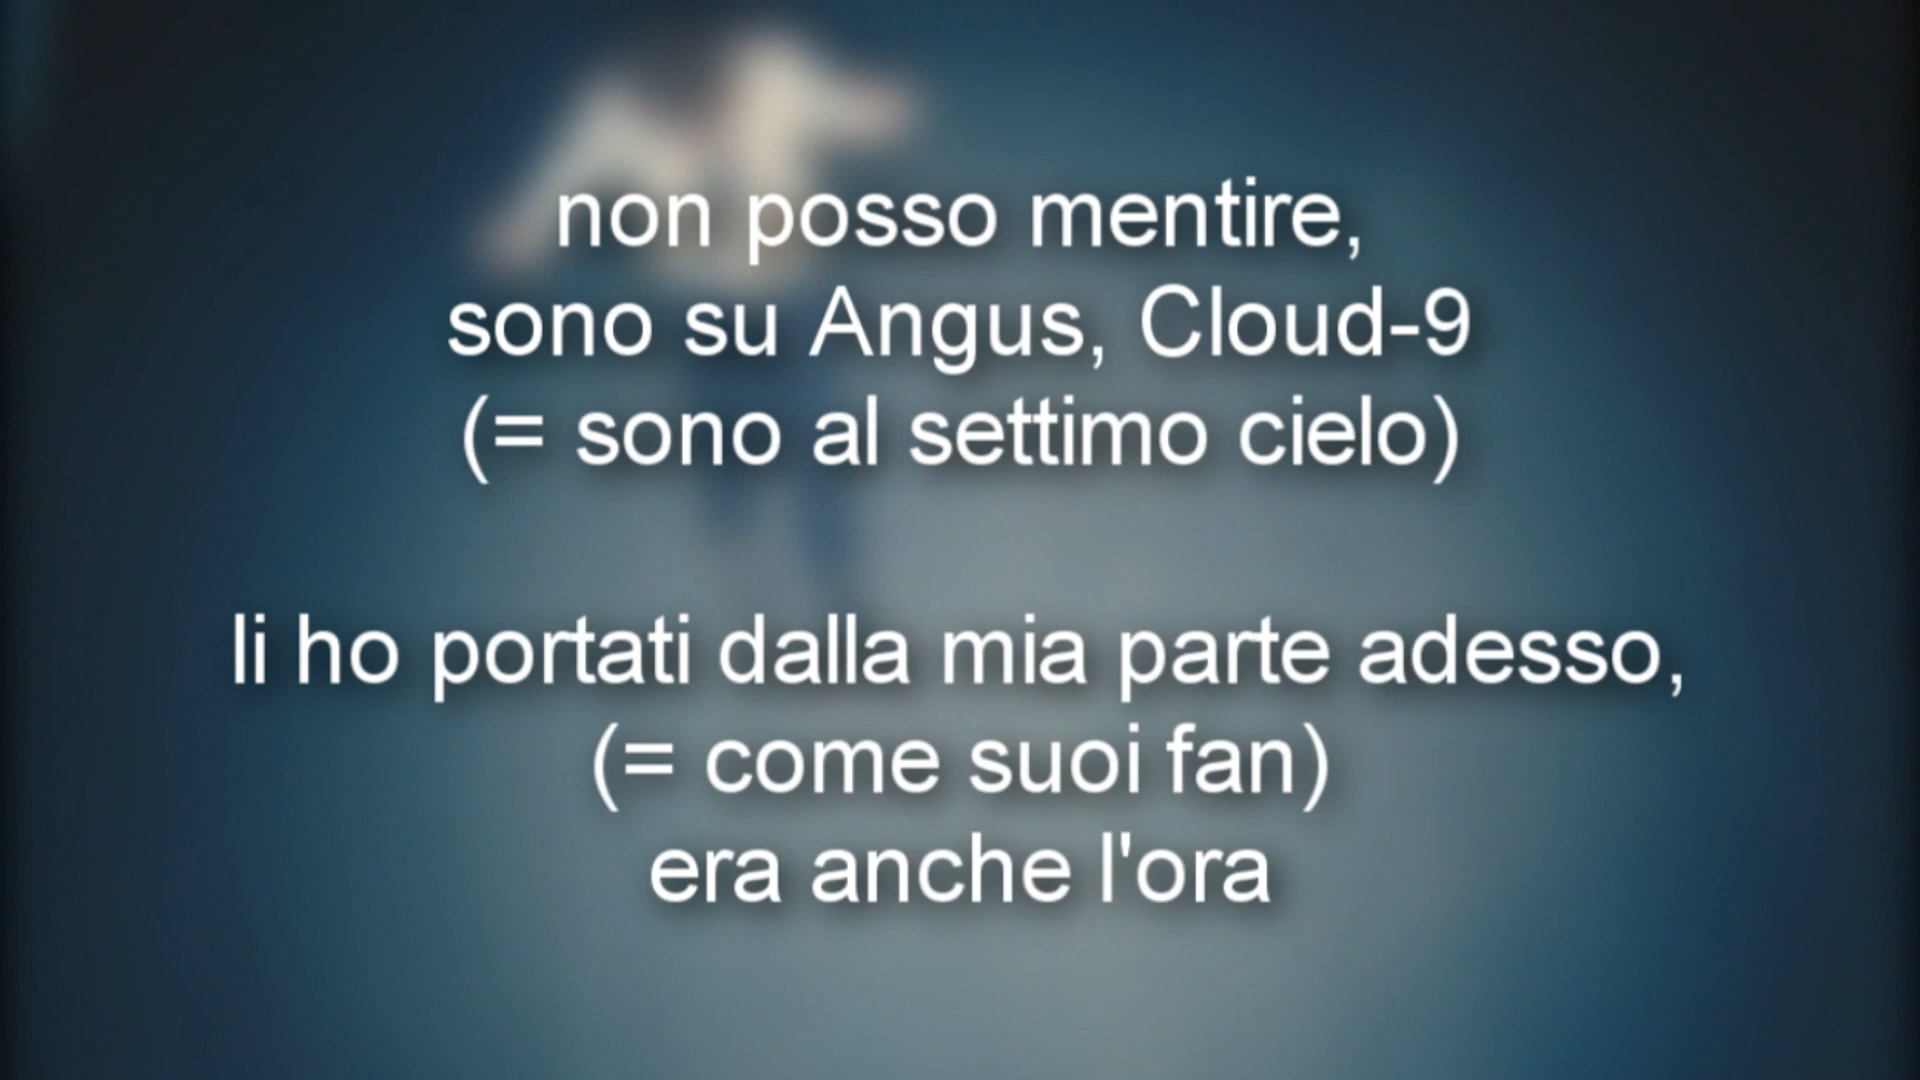 non posso mentire,
sono su Angus, Cloud-9
(= sono al settimo cielo)
li ho portati dalla mia parte adesso,
(= come suoi fan)
era anche l'ora